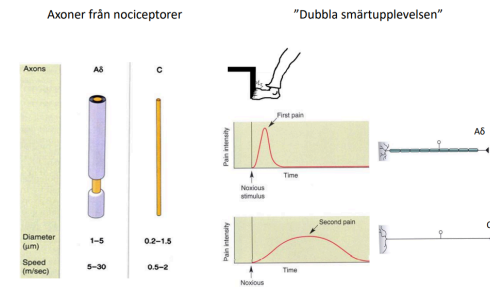 Axoner från nociceptorer
"Dubbla smärtupplevelsen"
Axons Aδ C
Diameter
(µm) 1–5 0.2–1.5
Speed
(m/sec) 5–30 0.5–2
First pain
Pain intensity
Time
Noxious
stimulus
Aδ
Second pain
Pain intensity
Time
Noxious